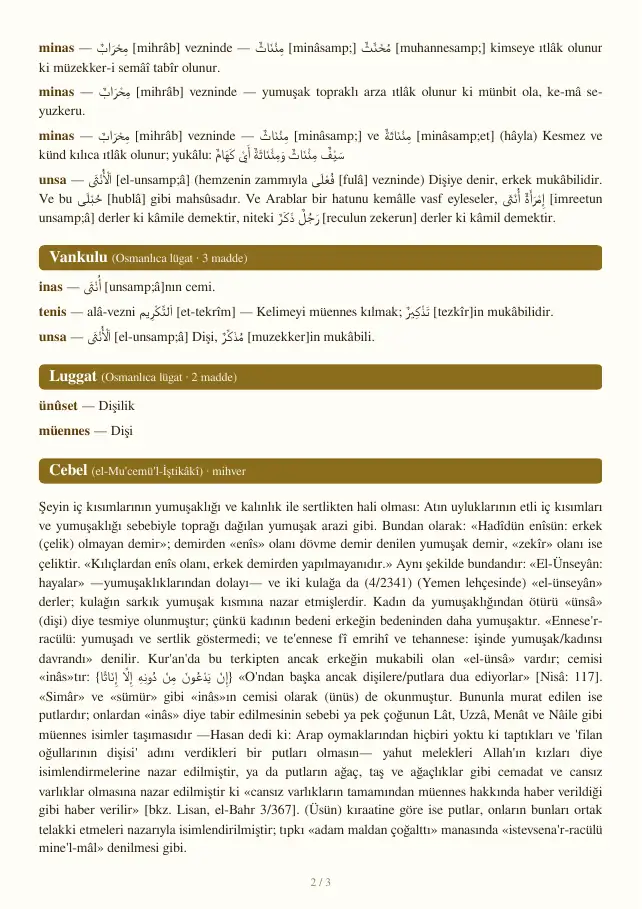 minas — مِحْرَابٌ [mihrâb] vezninde — مِئْنَاثٌ [minâsamp;] مُخَنَّثٌ [muhannesamp;] kimseye ıtlâk olunur
ki müzekker-i semâî tabîr olunur.
minas — مِحْرَابٌ [mihrâb] vezninde — yumuşak topraklı arza ıtlâk olunur ki münbit ola, ke-mâ se-
yuzkeru.
minas — مِحْرَابٌ [mihrâb] vezninde — مِئْنَاثٌ [minâsamp;] ve مِئْنَاثَةٌ [minâsamp;et] (hâyla) Kesmez ve
künd kılıca ıtlâk olunur; yukâlu: سَيْفٌ مِئْنَاثٌ وَمِئْنَاثَةٌ أَيْ كَهَامٌ
unsa — اَلْأُنْثَى [el-unsamp;â] (hemzenin zammıyla فُعْلَى [fulâ] vezninde) Dişiye denir, erkek mukâbilidir.
Ve bu حُبْلَى [hublâ] gibi mahsûsadır. Ve Arablar bir hatunu kemâlle vasf eyleseler, إِمْرَأَةٌ أُنْثَى [imreetun
unsamp;â] derler ki kâmile demektir, niteki رَجُلٌ ذَكَرٌ [reculun zekerun] derler ki kâmil demektir.
Vankulu (Osmanlıca lügat · 3 madde)
inas — أُنْثَى [unsamp;â]nın cemi.
tenis — alâ-vezni اَلتَّكْرِيم [et-tekrîm] — Kelimeyi müennes kılmak; تَذْكِيرٌ [tezkîr]in mukâbilidir.
unsa — اَلْأُنْثَى [el-unsamp;â] Dişi, مُذَكَّرٌ [muzekker]in mukâbili.
Luggat (Osmanlıca lügat · 2 madde)
ünûset — Dişilik
müennes — Dişi
Cebel (el-Mu'cemü'l-İştikâkî) · mihver
Şeyin iç kısımlarının yumuşaklığı ve kalınlık ile sertlikten hali olması: Atın uyluklarının etli iç kısımları
ve yumuşaklığı sebebiyle toprağı dağılan yumuşak arazi gibi. Bundan olarak: «Hadîdün enîsün: erkek
(çelik) olmayan demir»; demirden «enîs» olanı dövme demir denilen yumuşak demir, «zekîr» olanı ise
çeliktir. «Kılıçlardan enîs olanı, erkek demirden yapılmayanıdır.» Aynı şekilde bundandır: «El-Ünseyân:
hayalar» —yumuşaklıklarından dolayı— ve iki kulağa da (4/2341) (Yemen lehçesinde) «el-ünseyân»
derler; kulağın sarkık yumuşak kısmına nazar etmişlerdir. Kadın da yumuşaklığından ötürü «ünsâ»
(dişi) diye tesmiye olunmuştur; çünkü kadının bedeni erkeğin bedeninden daha yumuşaktır. «Ennese'r-
racülü: yumuşadı ve sertlik göstermedi; ve te'ennese fî emrihî ve tehannese: işinde yumuşak/kadınsı
davrandı» denilir. Kur'an'da bu terkipten ancak erkeğin mukabili olan «el-ünsâ» vardır; cemisi
«inâs»tır: {إِن يَدْعُونَ مِنْ دُونِهِ إِلَّا إِنَاثًا} «O'ndan başka ancak dişilere/putlara dua ediyorlar» [Nisâ: 117].
«Simâr» ve «sümür» gibi «inâs»ın cemisi olarak (ünüs) de okunmuştur. Bununla murat edilen ise
putlardır; onlardan «inâs» diye tabir edilmesinin sebebi ya pek çoğunun Lât, Uzzâ, Menât ve Nâile gibi
müennes isimler taşımasıdır —Hasan dedi ki: Arap oymaklarından hiçbiri yoktu ki taptıkları ve 'filan
oğullarının dişisi' adını verdikleri bir putları olmasın— yahut melekleri Allah'ın kızları diye
isimlendirmelerine nazar edilmiştir, ya da putların ağaç, taş ve ağaçlıklar gibi cemadat ve cansız
varlıklar olmasına nazar edilmiştir ki «cansız varlıkların tamamından müennes hakkında haber verildiği
gibi haber verilir» [bkz. Lisan, el-Bahr 3/367]. (Üsün) kıraatine göre ise putlar, onların bunları ortak
telakki etmeleri nazarıyla isimlendirilmiştir; tıpkı «adam maldan çoğalttı» manasında «istevsena'r-racülü
mine'l-mâl» denilmesi gibi.
2 / 3